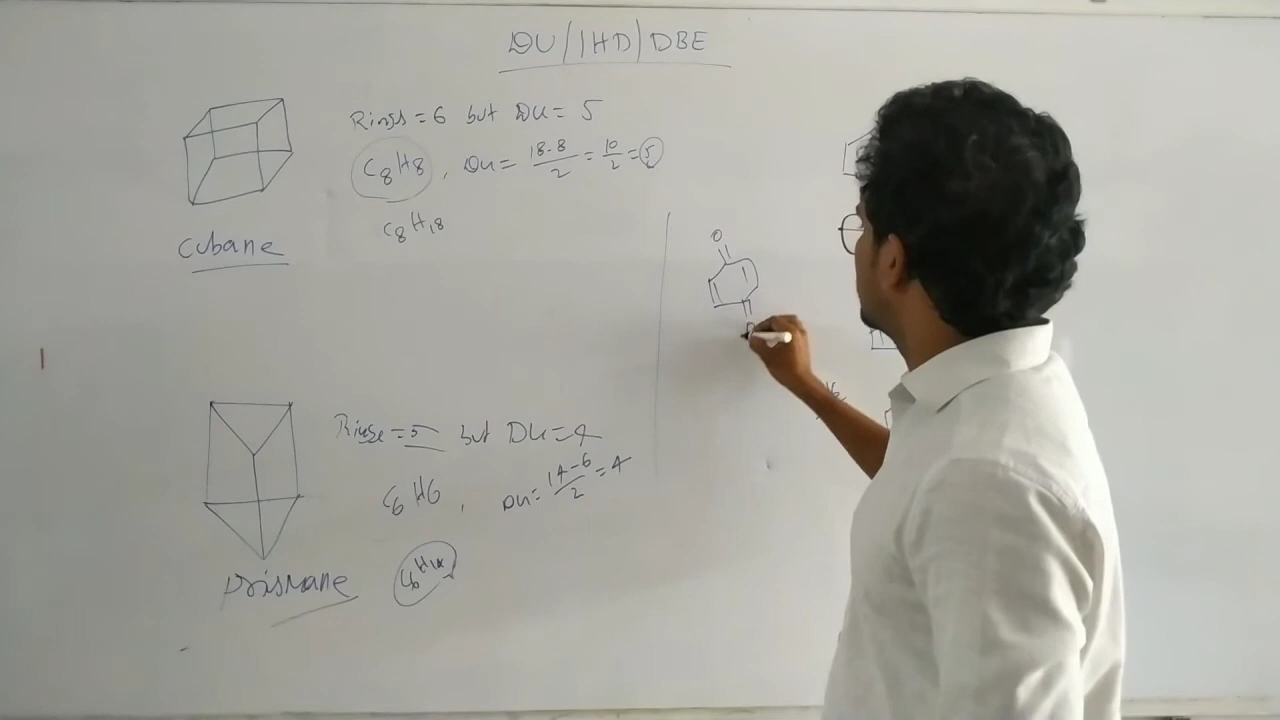 DU/IHD/DBE
Rings = 6 but Du = 5
C8H8, Du = 18-8/2 = 10/2 = 5
C8H18
Cubane
O
Rings = 5 but Du = 4
C6H6, Du = 14-6/2 = 4
C6H14
Prismane